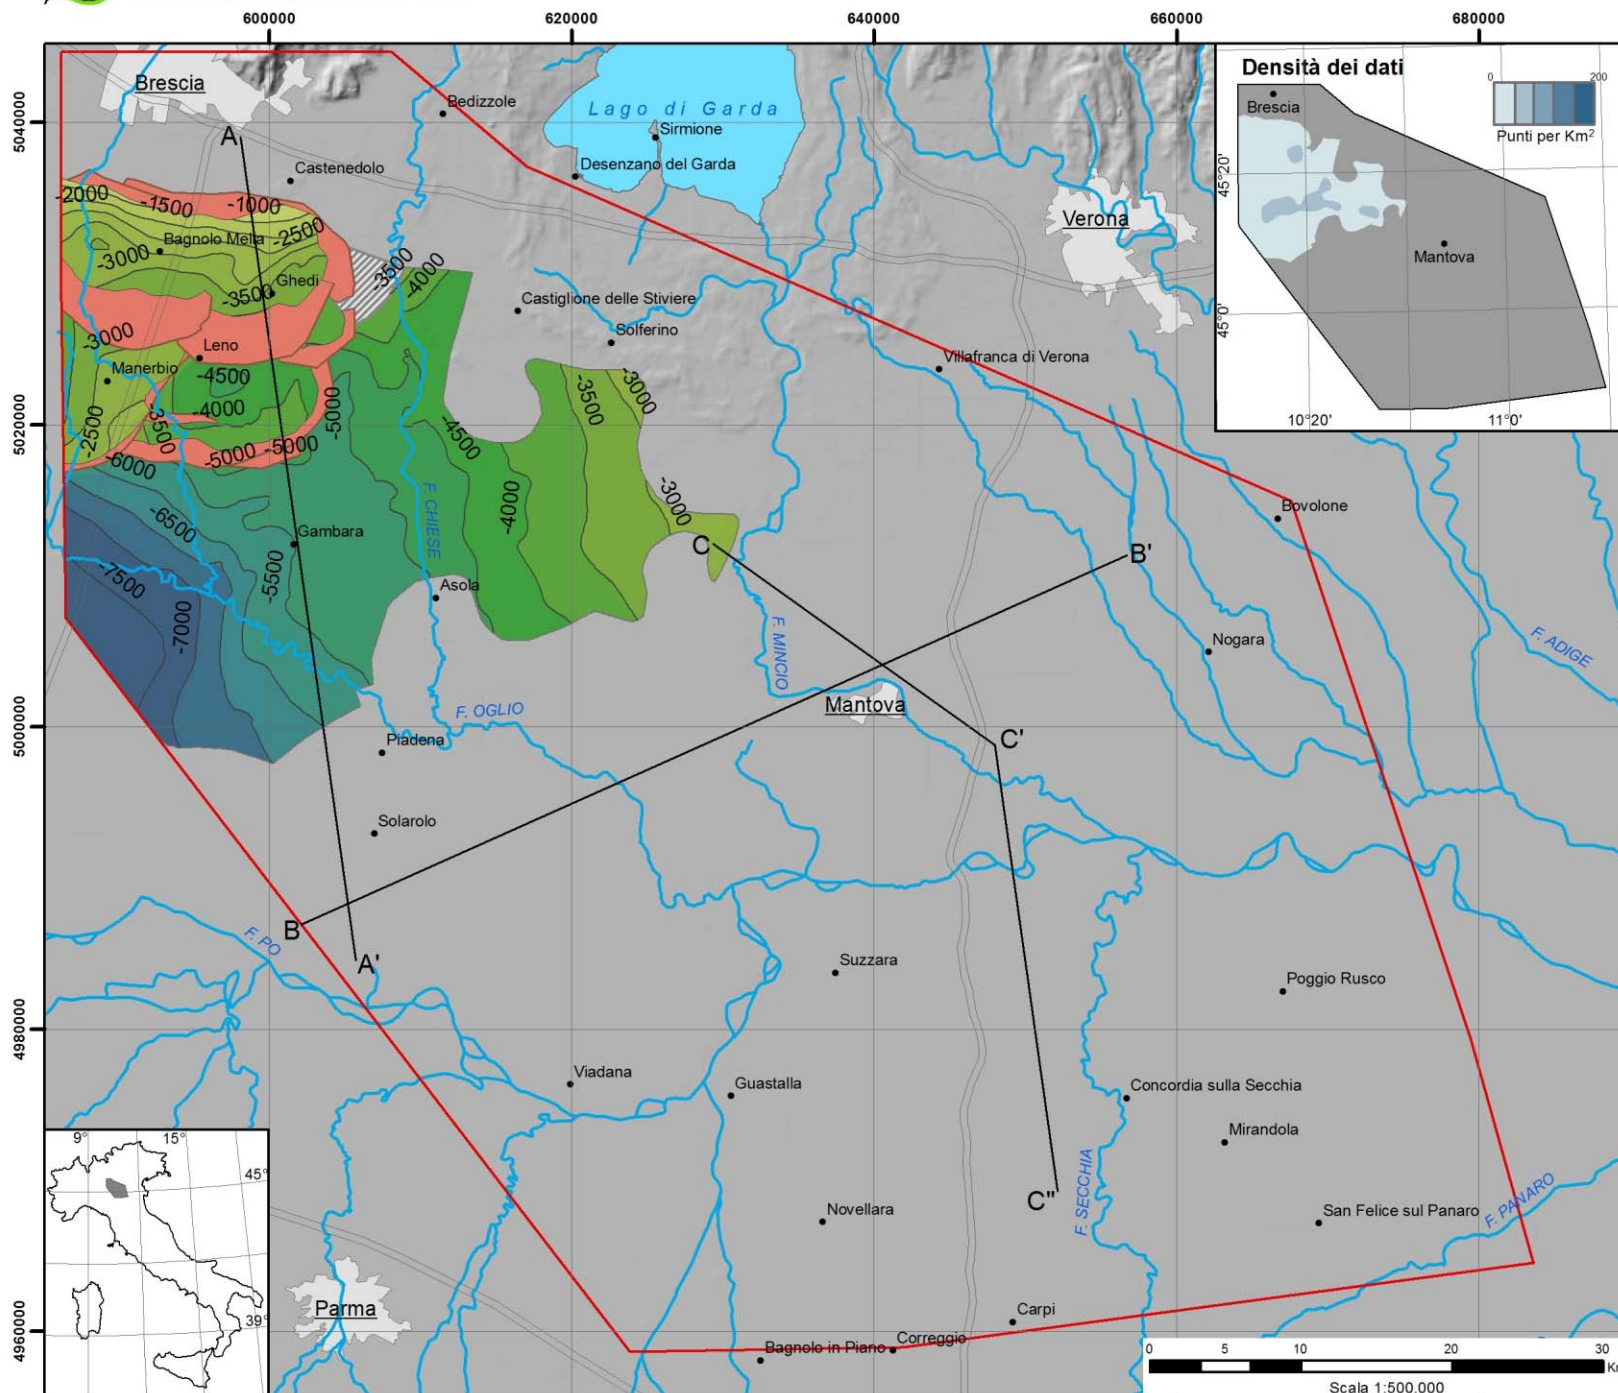 600000
620000
640000
660000
680000
5040000
5020000
5000000
4980000
4960000
Brescia
Bedizzole
Lago di Garda
Sirmione
Desenzano del Garda
Castenedolo
A
Verona
-2000
-1500
-1000
-2500
Bagnolo Mella
-3000
-3500
Ghedi
-3500
-4000
Castiglione delle Stiviere
Solferino
-3000
Leno
Manerbio
-4500
-4000
-2500
-3500
-5000
-5000
-5000
-6000
-4500
-3500
-3000
Villafranca di Verona
-6500
-4000
-3000
F. CHIESE
Gambara
-5500
-7500
-7000
Asola
C
B'
Bovolone
F. MINCIO
Nogara
F. ADIGE
Mantova
F. OGLIO
C'
Piadena
Solarolo
B
F. PO
A'
Suzzara
Poggio Rusco
Viadana
Guastalla
Concordia sulla Secchia
Mirandola
F. SECCHIA
C"
Novellara
San Felice sul Panaro
F. PANARO
Parma
Carpi
Correggio
Bagnolo in Piano
Densità dei dati
0
200
Punti per Km2
Brescia
Mantova
45°20'
45°0'
10°20'
11°0'
9°
15°
45°
39°
0
5
10
20
30
Scala 1:500.000